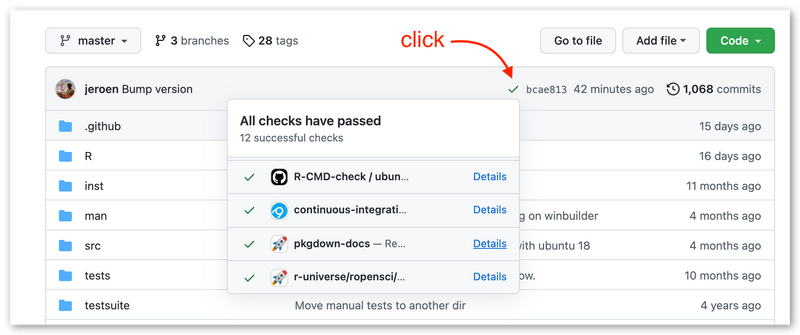 click
master 3 branches 28 tags Go to file Add file Code
jeroen Bump version bcae813 42 minutes ago 1,068 commits
All checks have passed
12 successful checks
.github 15 days ago
R 16 days ago
R-CMD-check / ubun... Details
inst 11 months ago
continuous-integrati... Details
man g on winbuilder 4 months ago
pkgdown-docs — Re... Details
src with ubuntu 18 4 months ago
r-universe/ropensci/... Details
tests ow. 10 months ago
testsuite Move manual tests to another dir 4 years ago